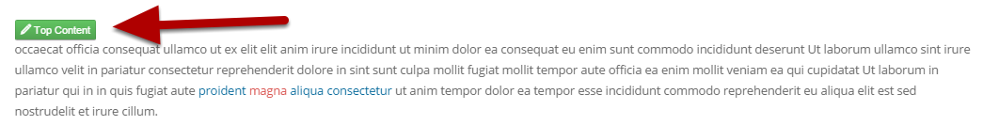 Top Content
occaecat officia consequat ullamco ut ex elit elit anim irure incididunt ut minim dolor ea consequat eu enim sunt commodo incididunt deserunt Ut laborum ullamco sint irure
ullamco velit in pariatur consectetur reprehenderit dolore in sint sunt culpa mollit fugiat mollit tempor aute officia ea enim mollit veniam ea qui cupidatat Ut laborum in
pariatur qui in in quis fugiat aute proident magna aliqua consectetur ut anim tempor dolor ea tempor esse incididunt commodo reprehenderit eu aliqua elit est sed
nostrudelit et irure cillum.